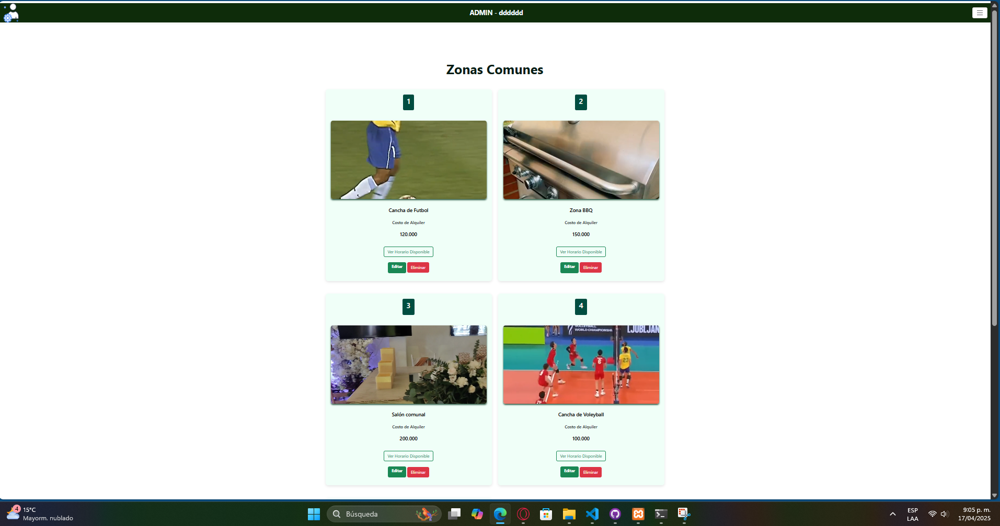 ADMIN - dddddd
Zonas Comunes
1
2
Cancha de Futbol
Costo de Alquiler
120.000
Ver Horario Disponible
Editar Eliminar
Zona BBQ
Costo de Alquiler
150.000
Ver Horario Disponible
Editar Eliminar
3
4
VOLLEYBALL
WORLD CHAMPIONSHI
LJUBLJAN
23
6
3
Salón comunal
Costo de Alquiler
200.000
Ver Horario Disponible
Editar Eliminar
Cancha de Voleyball
Costo de Alquiler
100.000
Ver Horario Disponible
Editar Eliminar
4
15°C
Mayorm. nublado
Búsqueda
ESP
LAA
9:05 p. m.
17/04/2025